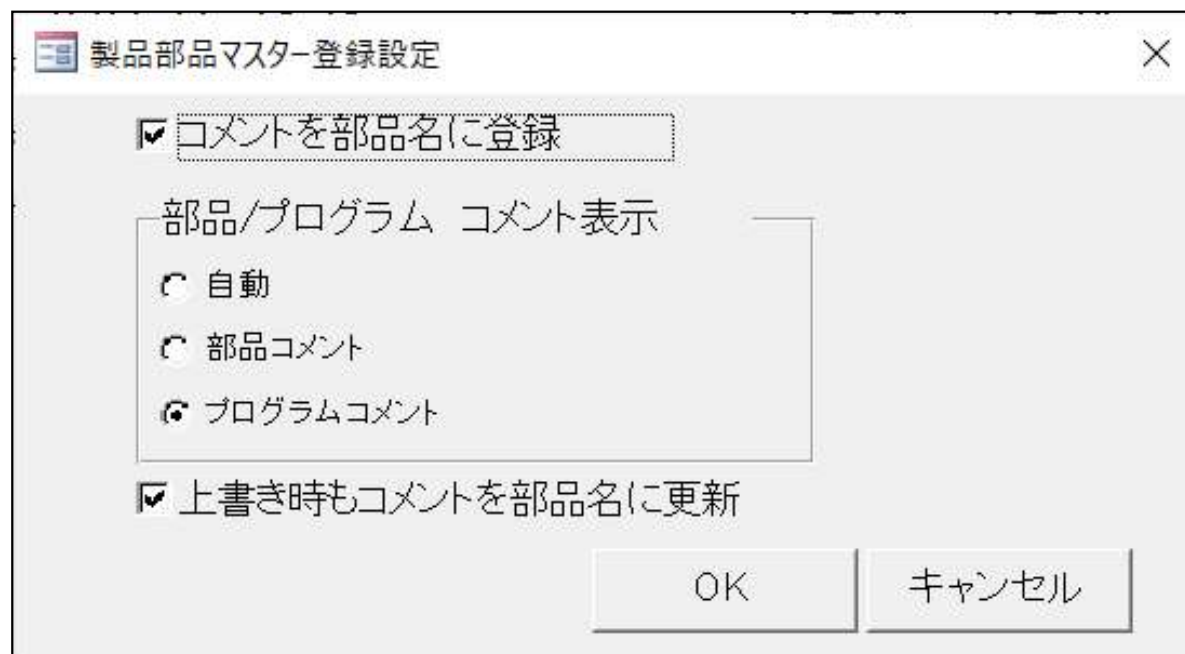 製品部品マスター登録設定
コメントを部品名に登録
部品/プログラム コメント表示
自動
部品コメント
プログラムコメント
上書き時もコメントを部品名に更新
OK
キャンセル